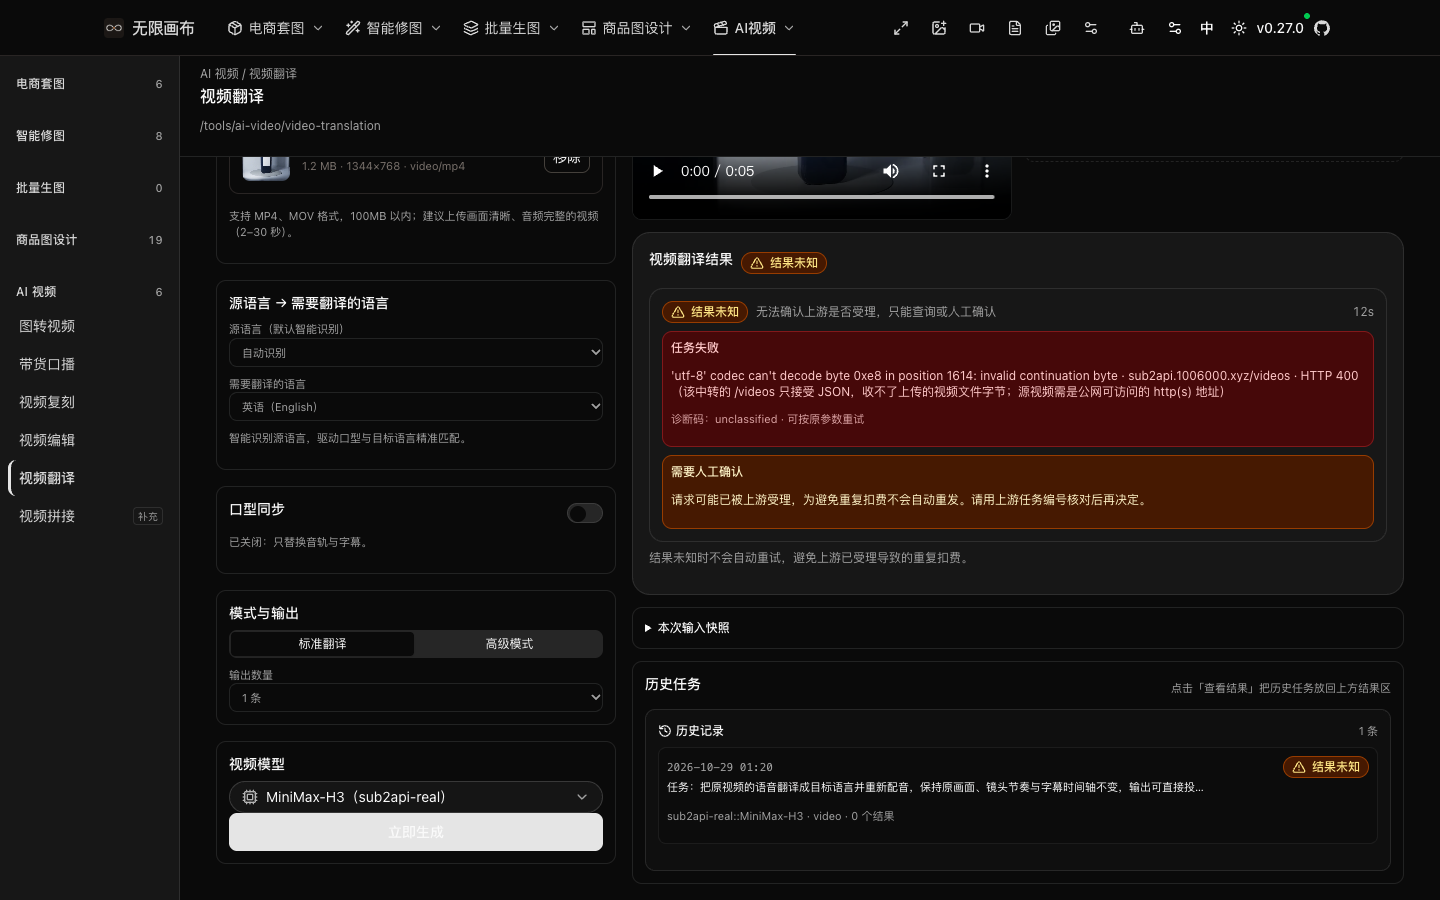 无限画布
电商套图
智能修图
批量生图
商品图设计
AI视频
中
v0.27.0
电商套图 6
智能修图 8
批量生图 0
商品图设计 19
AI 视频 6
图转视频
带货口播
视频复刻
视频编辑
视频翻译
视频拼接 补充
AI 视频 / 视频翻译
视频翻译
/tools/ai-video/video-translation
1.2 MB · 1344×768 · video/mp4
移除
支持 MP4、MOV 格式，100MB 以内；建议上传画面清晰、音频完整的视频
（2–30 秒）。
源语言 → 需要翻译的语言
源语言（默认智能识别）
自动识别
需要翻译的语言
英语（English）
智能识别源语言，驱动口型与目标语言精准匹配。
口型同步
已关闭：只替换音轨与字幕。
模式与输出
标准翻译 高级模式
输出数量
1 条
视频模型
MiniMax-H3（sub2api-real）
立即生成
0:00 / 0:05
视频翻译结果 结果未知
结果未知 无法确认上游是否受理，只能查询或人工确认 12s
任务失败
'utf-8' codec can't decode byte 0xe8 in position 1614: invalid continuation byte · sub2api.1006000.xyz/videos · HTTP 400
（该中转的 /videos 只接受 JSON，收不了上传的视频文件字节；源视频需是公网可访问的 http(s) 地址）
诊断码：unclassified · 可按原参数重试
需要人工确认
请求可能已被上游受理，为避免重复扣费不会自动重发。请用上游任务编号核对后再决定。
结果未知时不会自动重试，避免上游已受理导致的重复扣费。
本次输入快照
历史任务 点击「查看结果」把历史任务放回上方结果区
历史记录 1 条
2026-10-29 01:20 结果未知
任务：把原视频的语音翻译成目标语言并重新配音，保持原画面、镜头节奏与字幕时间轴不变，输出可直接投...
sub2api-real::MiniMax-H3 · video · 0 个结果